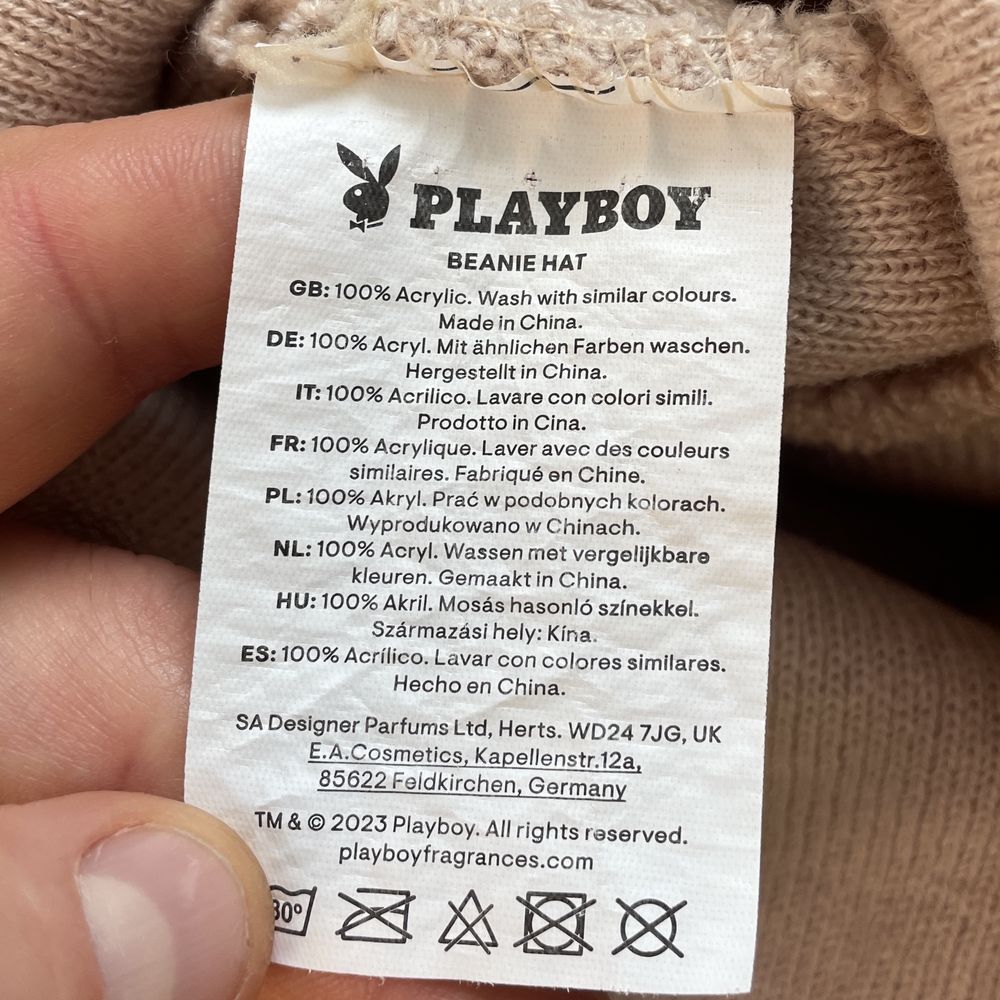 PLAYBOY
BEANIE HAT
GB: 100% Acrylic. Wash with similar colours.
Made in China.
DE: 100% Acryl. Mit ähnlichen Farben waschen.
Hergestellt in China.
IT: 100% Acrilico. Lavare con colori simili.
Prodotto in Cina.
FR: 100% Acrylique. Laver avec des couleurs
similaires. Fabriqué en Chine.
PL: 100% Akryl. Prać w podobnych kolorach.
Wyprodukowano w Chinach.
NL: 100% Acryl. Wassen met vergelijkbare
kleuren. Gemaakt in China.
HU: 100% Akril. Mosás hasonló színekkel.
Származási hely: Kína.
ES: 100% Acrílico. Lavar con colores similares.
Hecho en China.
SA Designer Parfums Ltd, Herts. WD24 7JG, UK
E.A.Cosmetics, Kapellenstr.12a,
85622 Feldkirchen, Germany
TM & © 2023 Playboy. All rights reserved.
playboyfragrances.com
30°